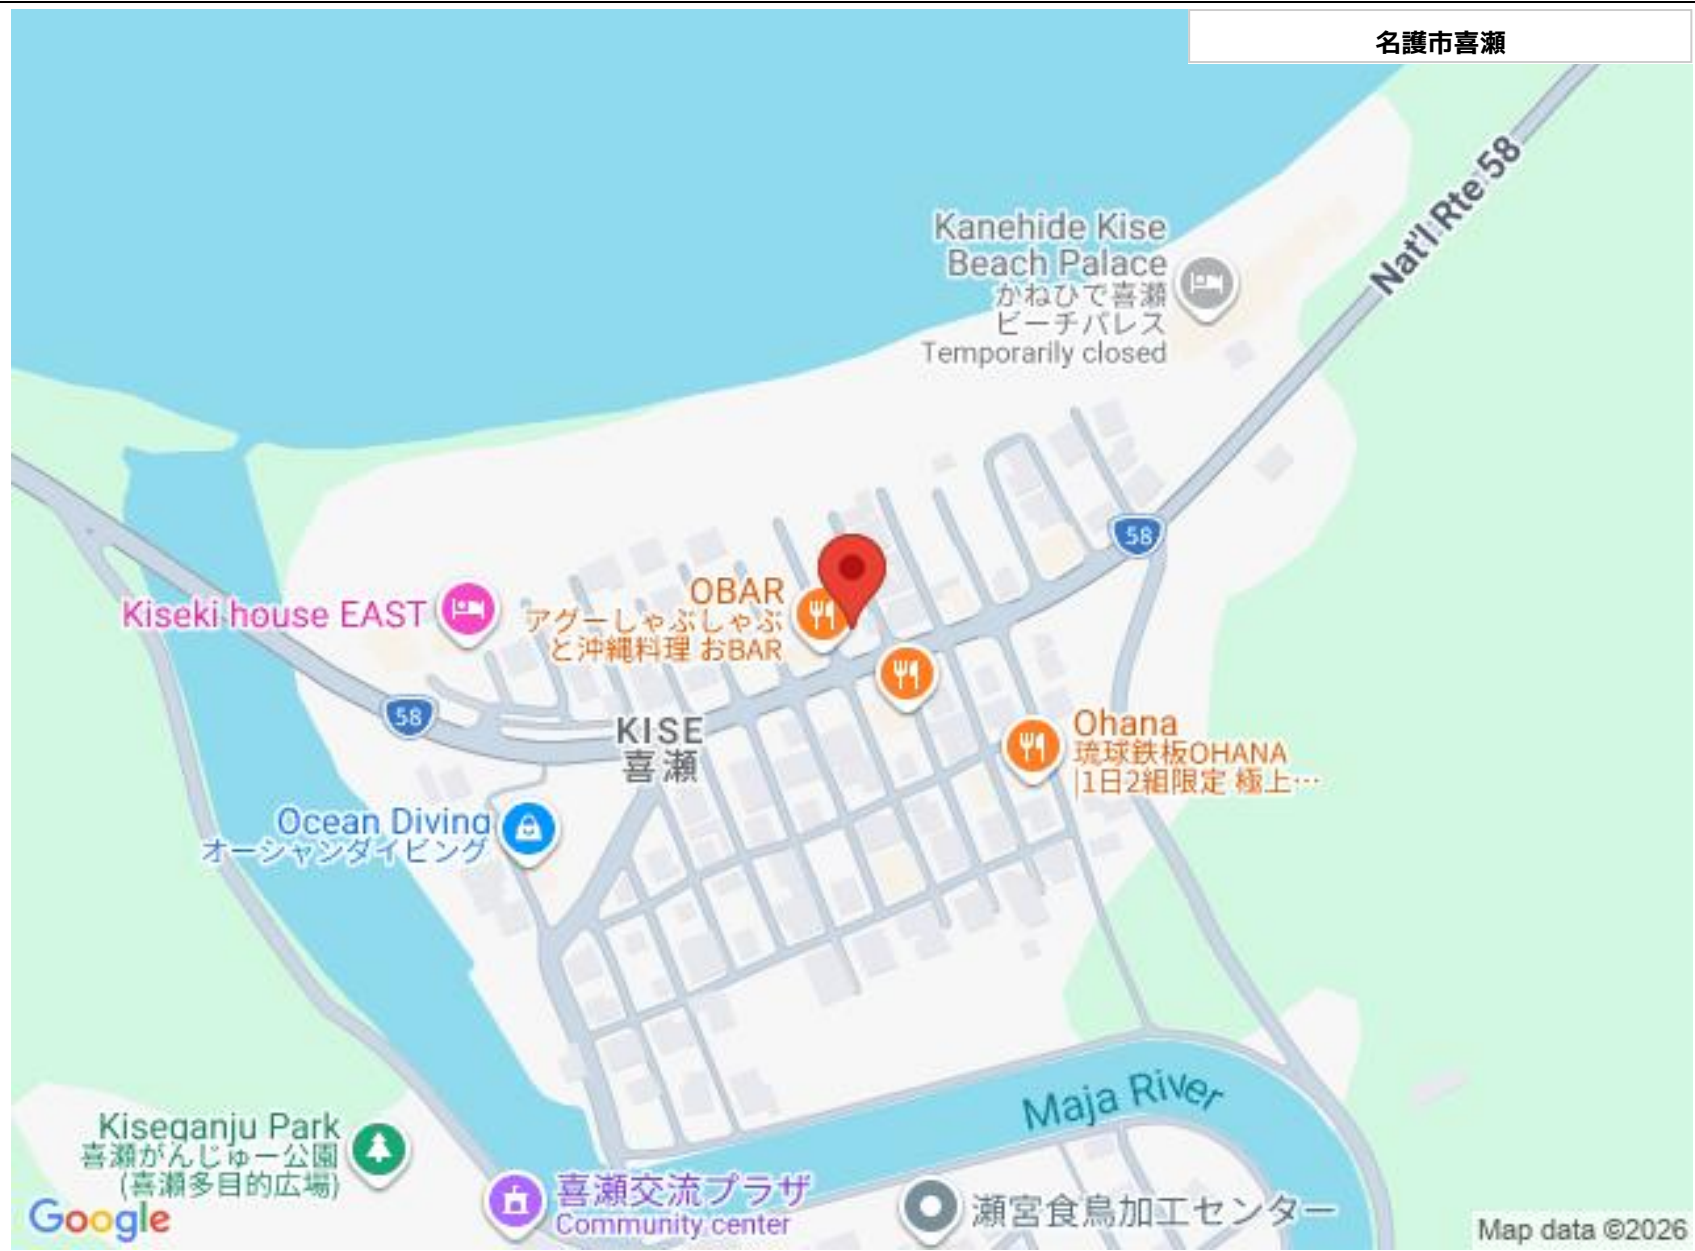 名護市喜瀬
Nat'l Rte 58
Kanehide Kise
Beach Palace
かねひで喜瀬
ビーチパレス
Temporarily closed
58
OBAR
アグーしゃぶしゃぶ
と沖縄料理 おBAR
Kiseki house EAST
58
KISE
喜瀬
Ohana
琉球鉄板OHANA
|1日2組限定 極上…
Ocean Diving
オーシャンダイビング
Maja River
Kiseganju Park
喜瀬がんじゅー公園
(喜瀬多目的広場)
喜瀬交流プラザ
Community center
瀬宮食鳥加工センター
Google
Map data ©2026